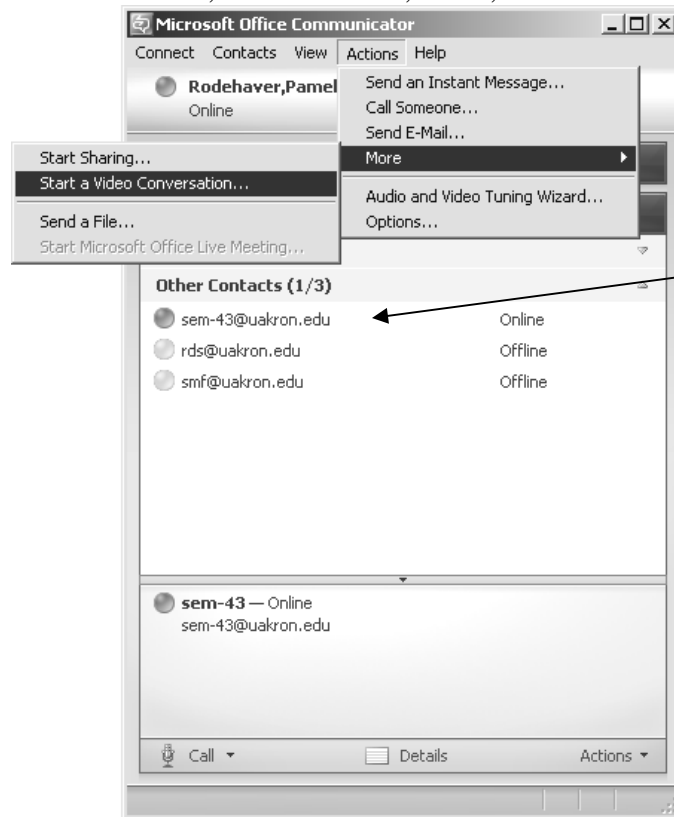 Microsoft Office Communicator
Connect Contacts View Actions Help
Rodehaver,Pamel
Online
Send an Instant Message...
Call Someone...
Send E-Mail...
More
Audio and Video Tuning Wizard...
Options...
Start Sharing...
Start a Video Conversation...
Send a File...
Start Microsoft Office Live Meeting...
Other Contacts (1/3)
sem-43@uakron.edu Online
rds@uakron.edu Offline
smf@uakron.edu Offline
sem-43 — Online
sem-43@uakron.edu
Call Details Actions